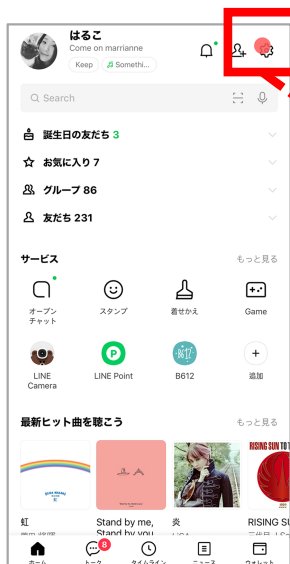 はるこ
Come on marrianne
Keep
Somethi...
Search
生日の友だち 3
お気に入り 7
グループ 86
友だち 231
サービス
もっと見る
オープン
チャット
スタンプ
着せかえ
Game
LINE
Camera
LINE Point
B612
B612
追加
最新ヒット曲を聴こう
もっと見る
RISING SUN TO T
虹
Stand by me,
Stand by you
炎
RISING S
LiSA
8
ホーム
トーク
タイムライン
ニュース
ウォレット